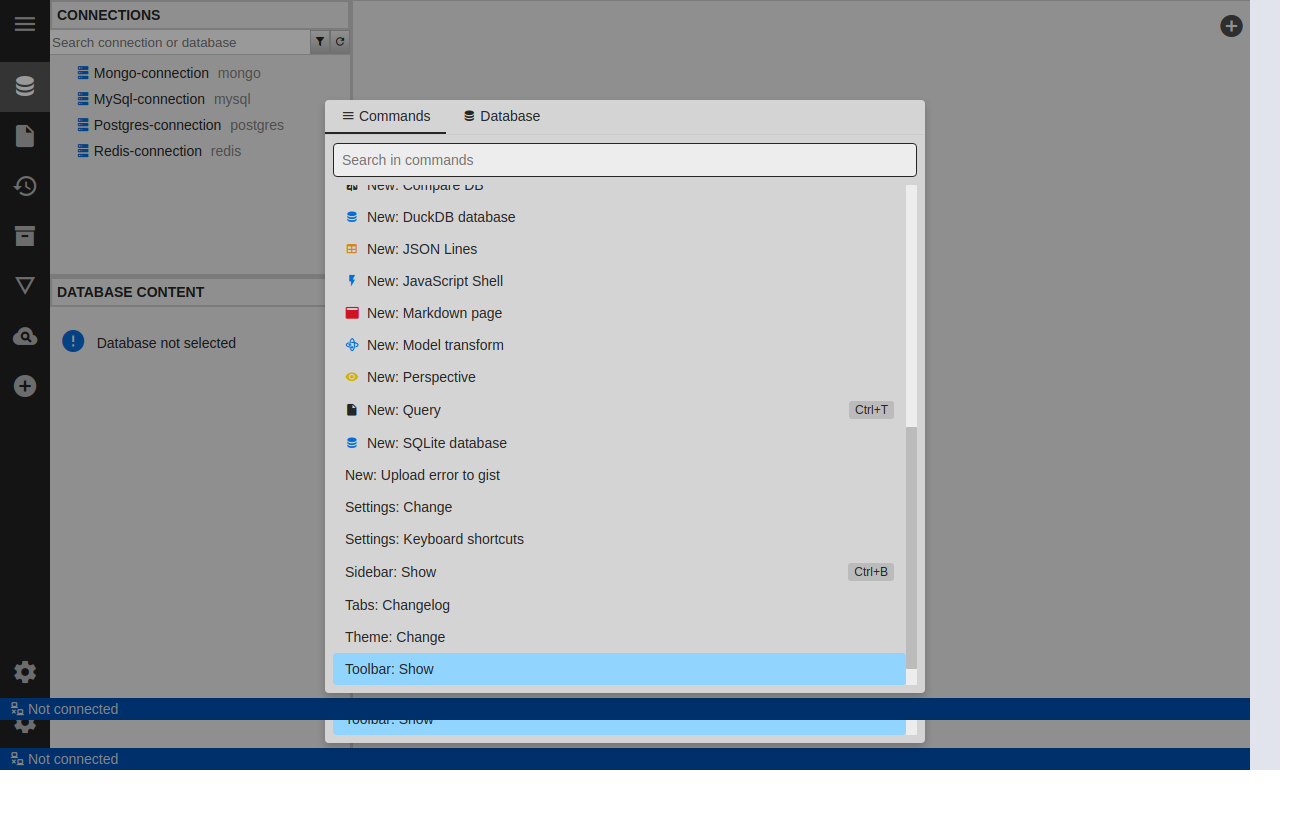 CONNECTIONS
Search connection or database
Mongo-connection mongo
MySql-connection mysql
Postgres-connection postgres
Redis-connection redis
DATABASE CONTENT
Database not selected
Commands Database
Search in commands
New: Compare DB
New: DuckDB database
New: JSON Lines
New: JavaScript Shell
New: Markdown page
New: Model transform
New: Perspective
New: Query Ctrl+T
New: SQLite database
New: Upload error to gist
Settings: Change
Settings: Keyboard shortcuts
Sidebar: Show Ctrl+B
Tabs: Changelog
Theme: Change
Toolbar: Show
Not connected
Toolbar: Show
Not connected